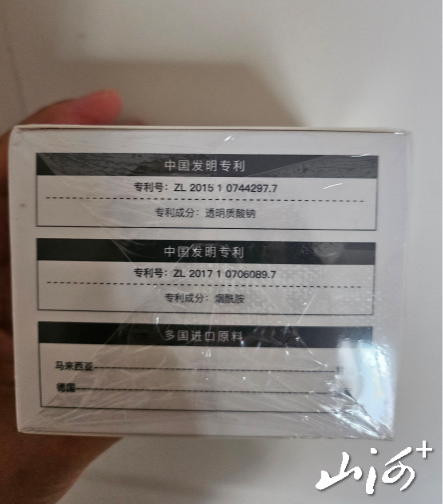 中国发明专利
专利号：ZL 2015 1 0744297.7
专利成分：透明质酸钠
中国发明专利
专利号：ZL 2017 1 0706089.7
专利成分：烟酰胺
多国进口原料
马来西亚
德国
山河+